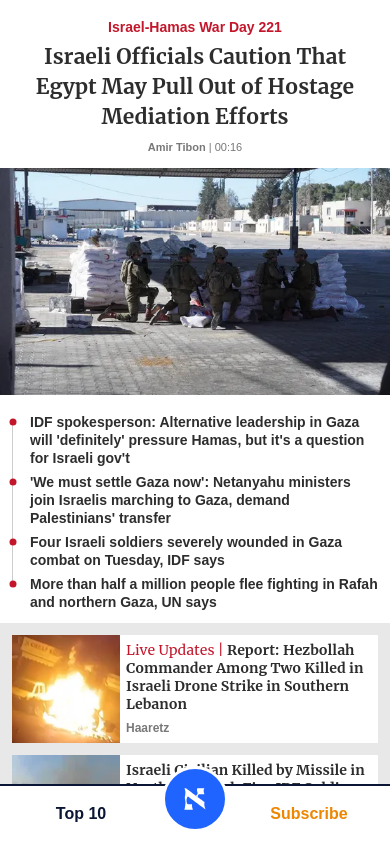 Israel-Hamas War Day 221
Israeli Officials Caution That
Egypt May Pull Out of Hostage
Mediation Efforts
Amir Tibon | 00:16
IDF spokesperson: Alternative leadership in Gaza
will 'definitely' pressure Hamas, but it's a question
for Israeli gov't
'We must settle Gaza now': Netanyahu ministers
join Israelis marching to Gaza, demand
Palestinians' transfer
Four Israeli soldiers severely wounded in Gaza
combat on Tuesday, IDF says
More than half a million people flee fighting in Rafah
and northern Gaza, UN says
Live Updates | Report: Hezbollah
Commander Among Two Killed in
Israeli Drone Strike in Southern
Lebanon
Haaretz
Israeli Civilian Killed by Missile in
Top 10
Subscribe